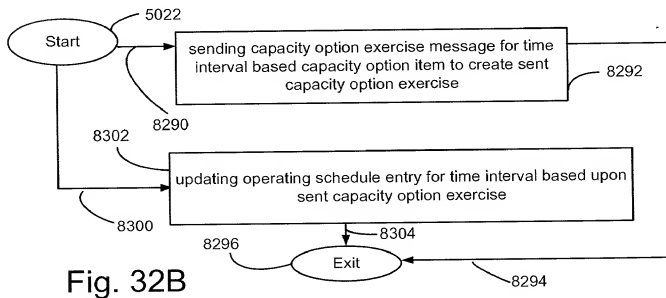 5022
Start
sending capacity option exercise message for time
interval based capacity option item to create sent
capacity option exercise
8292
8290
8302
updating operating schedule entry for time interval based upon
sent capacity option exercise
8300
8304
8296
Exit
8294
Fig. 32B